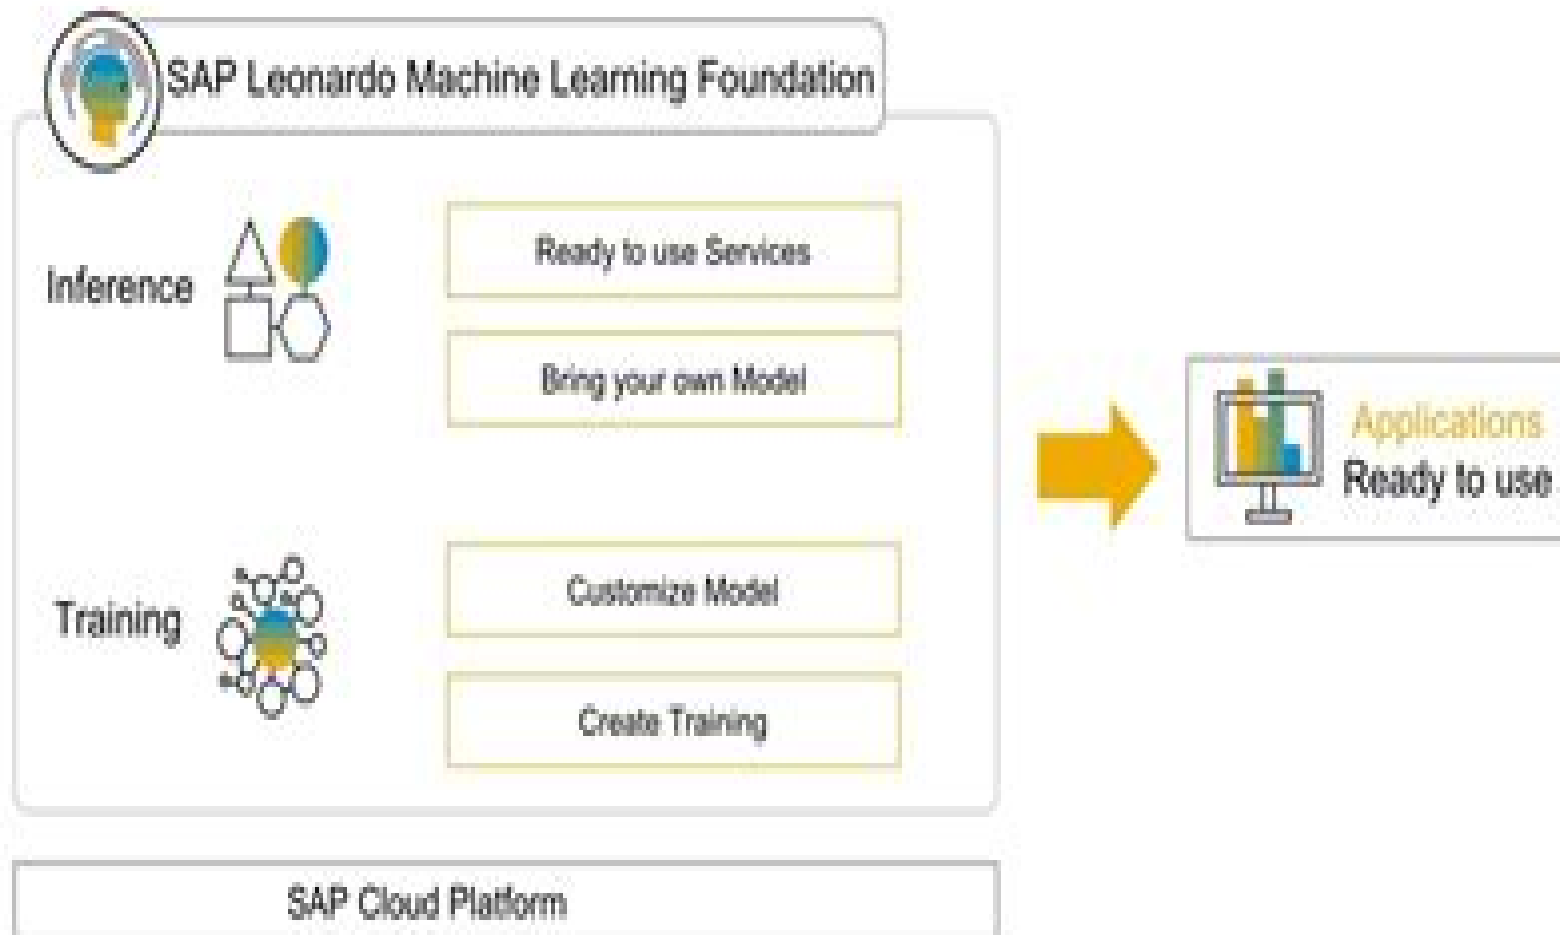 SAP Leonardo Machine Learning Foundation
Inference
Ready to use Services
Bring your own Model
Training
Customize Model
Create Training
Applications
Ready to use
SAP Cloud Platform